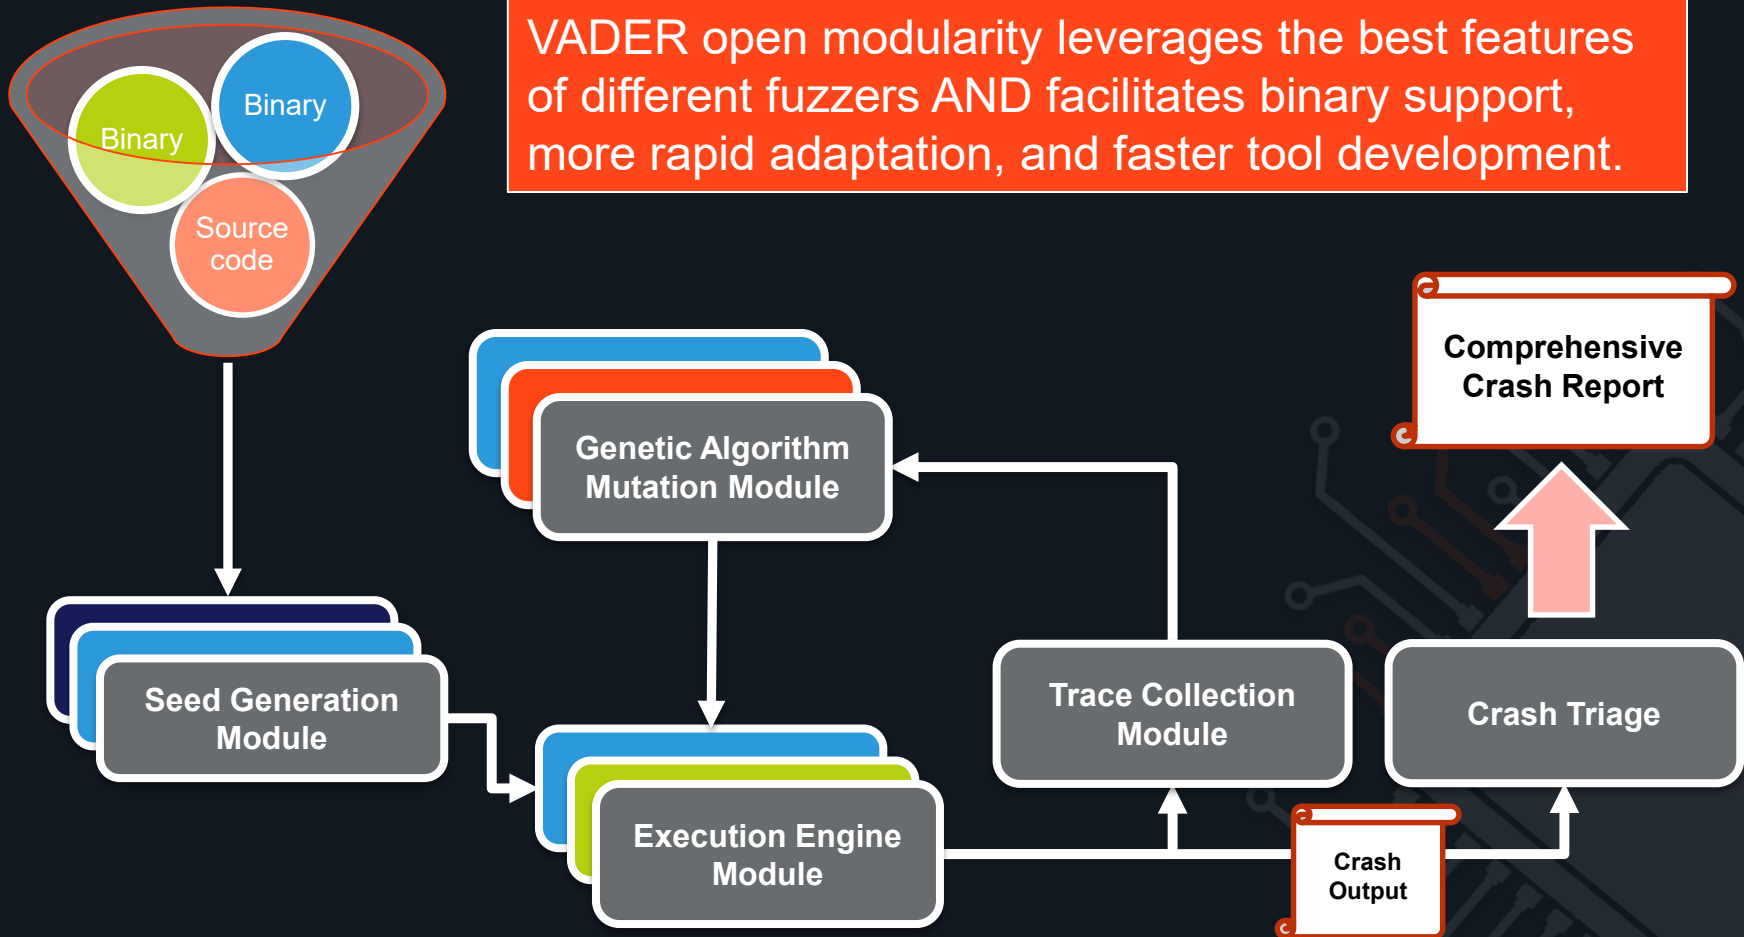 VADER open modularity leverages the best features
of different fuzzers AND facilitates binary support,
more rapid adaptation, and faster tool development.
Binary
Binary
Source
code
Comprehensive
Crash Report
Genetic Algorithm
Mutation Module
Seed Generation
Module
Trace Collection
Module
Crash Triage
Execution Engine
Module
Crash
Output